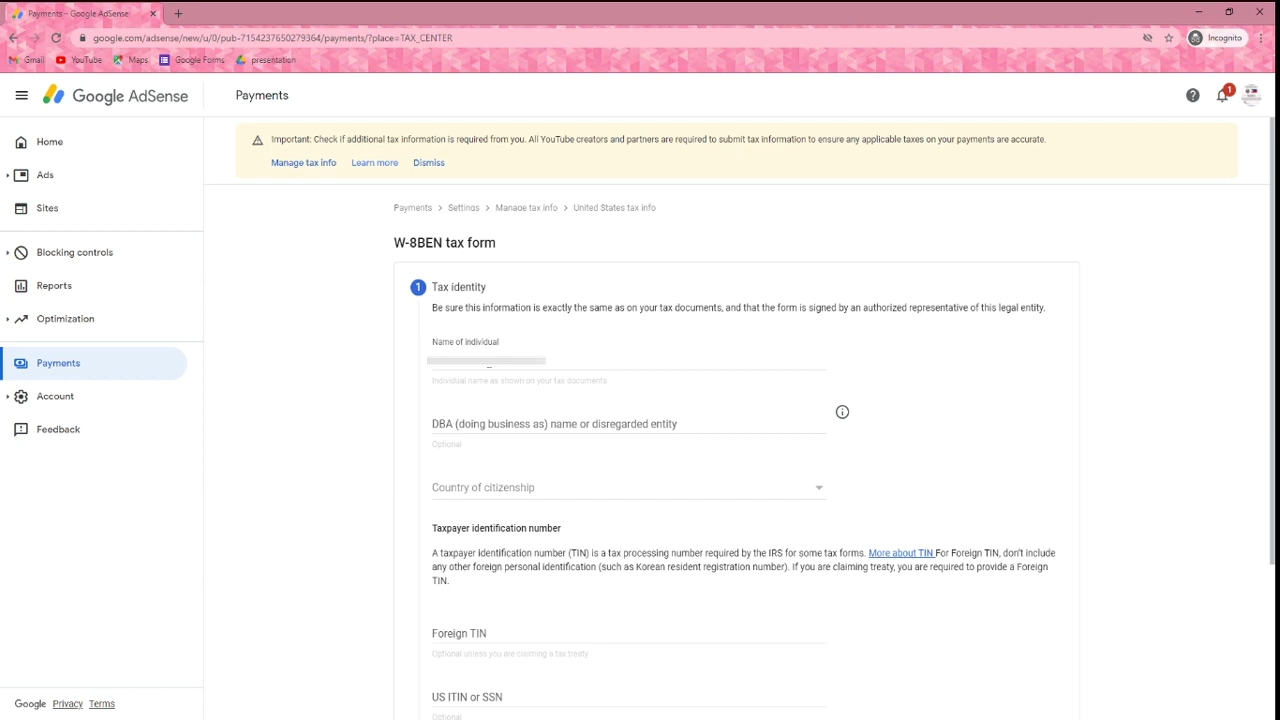 Payments – Google AdSense
google.com/adsense/new/u/0/pub-7154237650279364/payments/?place=TAX_CENTER
Incognito
Gmail
YouTube
Maps
Google Forms
presentation
Google AdSense
Payments
1
Home
Ads
Sites
Blocking controls
Reports
Optimization
Payments
Account
Feedback
Google Privacy Terms
Important: Check if additional tax information is required from you. All YouTube creators and partners are required to submit tax information to ensure any applicable taxes on your payments are accurate.
Manage tax info Learn more Dismiss
Payments > Settings > Manage tax info > United States tax info
W-8BEN tax form
1 Tax identity
Be sure this information is exactly the same as on your tax documents, and that the form is signed by an authorized representative of this legal entity.
Name of individual
Individual name as shown on your tax documents
DBA (doing business as) name or disregarded entity
Optional
Country of citizenship
Taxpayer identification number
A taxpayer identification number (TIN) is a tax processing number required by the IRS for some tax forms. More about TIN For Foreign TIN, don't include
any other foreign personal identification (such as Korean resident registration number). If you are claiming treaty, you are required to provide a Foreign
TIN.
Foreign TIN
Optional unless you are claiming a tax treaty
US ITIN or SSN
Optional